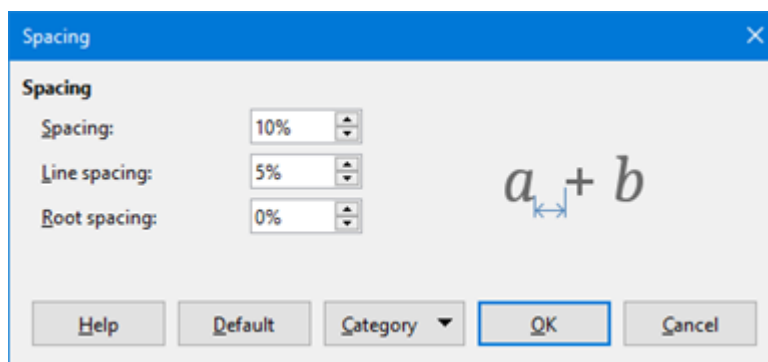 Spacing
Spacing
Spacing: 10%
Line spacing: 5%
Root spacing: 0%
a + b
Help Default Category OK Cancel